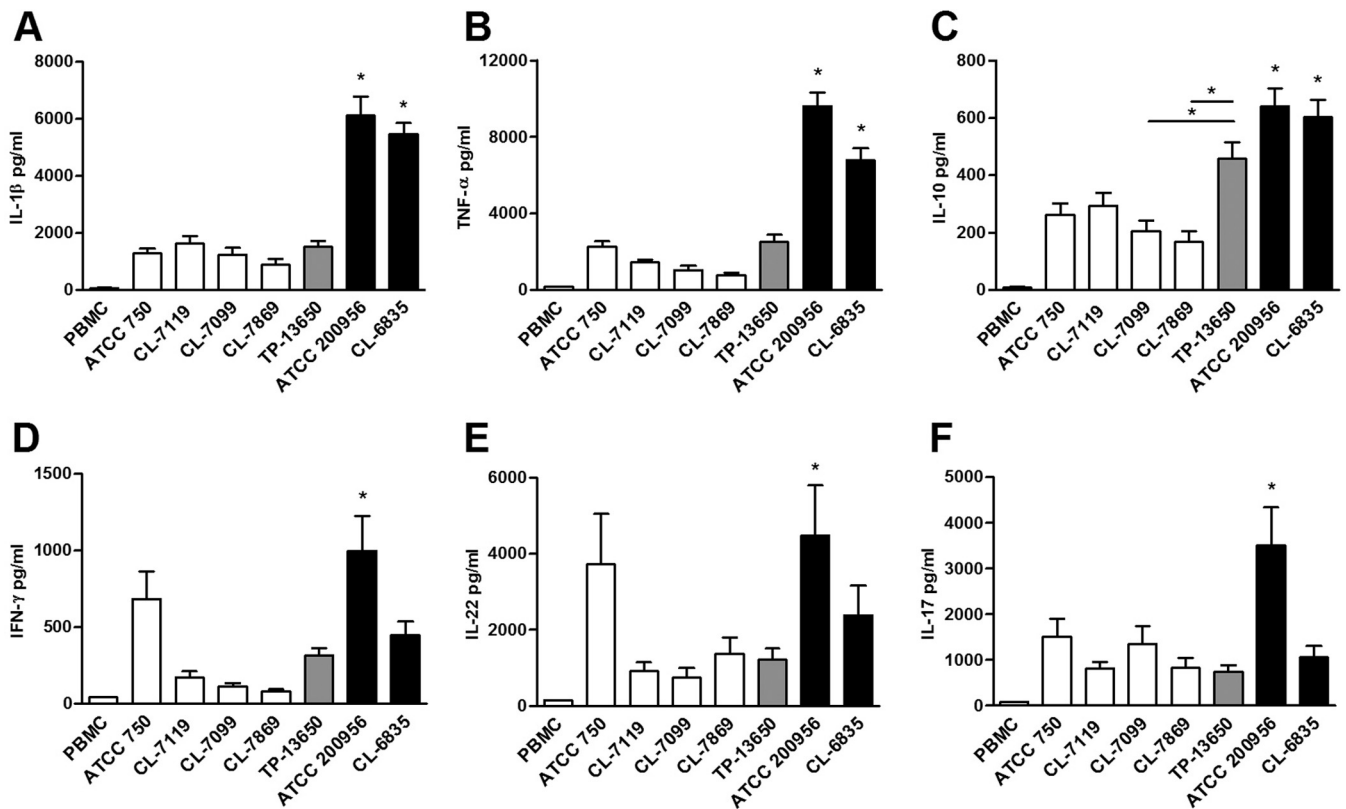 A
IL-1β pg/ml
8000
6000
4000
2000
0
*
*
PBMC
ATCC 750
CL-7119
CL-7099
CL-7869
TP-13650
ATCC 200956
CL-6835
B
TNF-α pg/ml
12000
8000
4000
0
*
*
PBMC
ATCC 750
CL-7119
CL-7099
CL-7869
TP-13650
ATCC 200956
CL-6835
C
IL-10 pg/ml
800
600
400
200
0
*
*
*
*
PBMC
ATCC 750
CL-7119
CL-7099
CL-7869
TP-13650
ATCC 200956
CL-6835
D
IFN-γ pg/ml
1500
1000
500
0
*
PBMC
ATCC 750
CL-7119
CL-7099
CL-7869
TP-13650
ATCC 200956
CL-6835
E
IL-22 pg/ml
6000
4000
2000
0
*
PBMC
ATCC 750
CL-7119
CL-7099
CL-7869
TP-13650
ATCC 200956
CL-6835
F
IL-17 pg/ml
5000
4000
3000
2000
1000
0
*
PBMC
ATCC 750
CL-7119
CL-7099
CL-7869
TP-13650
ATCC 200956
CL-6835